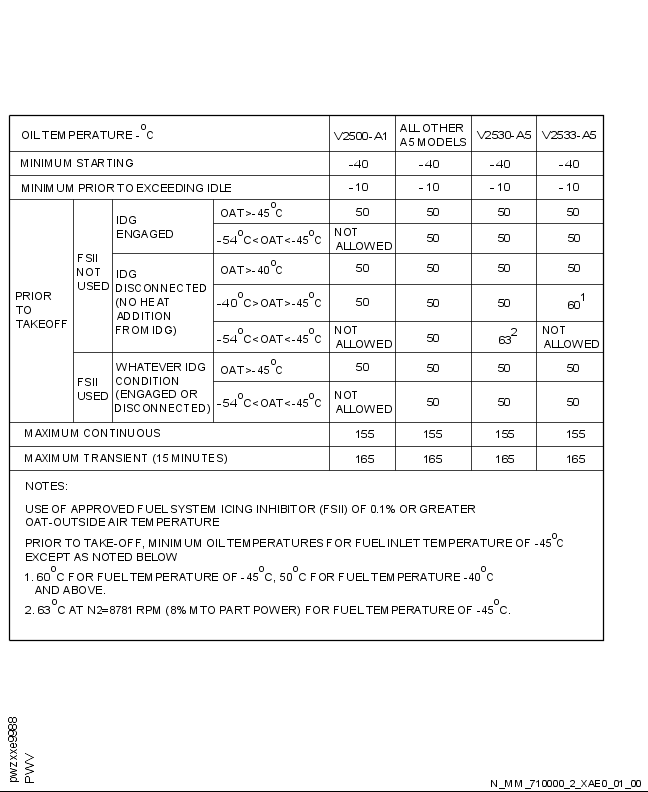 OIL TEMPERATURE - °C V2500-A1 ALL OTHER A5 MODELS V2530-A5 V2533-A5
MINIMUM STARTING -40 -40 -40 -40
MINIMUM PRIOR TO EXCEEDING IDLE -10 -10 -10 -10
PRIOR TO TAKEOFF
FSII NOT USED
IDG ENGAGED
OAT>-45°C 50 50 50 50
-54°C<OAT<-45°C NOT ALLOWED 50 50 50
IDG DISCONNECTED (NO HEAT ADDITION FROM IDG)
OAT>-40°C 50 50 50 50
-40°C>OAT>-45°C 50 50 50 60¹
-54°C<OAT<-45°C NOT ALLOWED 50 63² NOT ALLOWED
FSII USED
WHATEVER IDG CONDITION (ENGAGED OR DISCONNECTED)
OAT>-45°C 50 50 50 50
-54°C<OAT<-45°C NOT ALLOWED 50 50 50
MAXIMUM CONTINUOUS 155 155 155 155
MAXIMUM TRANSIENT (15 MINUTES) 165 165 165 165
NOTES:
USE OF APPROVED FUEL SYSTEM ICING INHIBITOR (FSII) OF 0.1% OR GREATER
OAT-OUTSIDE AIR TEMPERATURE
PRIOR TO TAKE-OFF, MINIMUM OIL TEMPERATURES FOR FUEL INLET TEMPERATURE OF -45°C
EXCEPT AS NOTED BELOW
1. 60°C FOR FUEL TEMPERATURE OF -45°C, 50°C FOR FUEL TEMPERATURE -40°C
AND ABOVE.
2. 63°C AT N2=8781 RPM (8% MTO PART POWER) FOR FUEL TEMPERATURE OF -45°C.
pwzxxe9988
PWV
N_MM_710000_2_XAE0_01_00